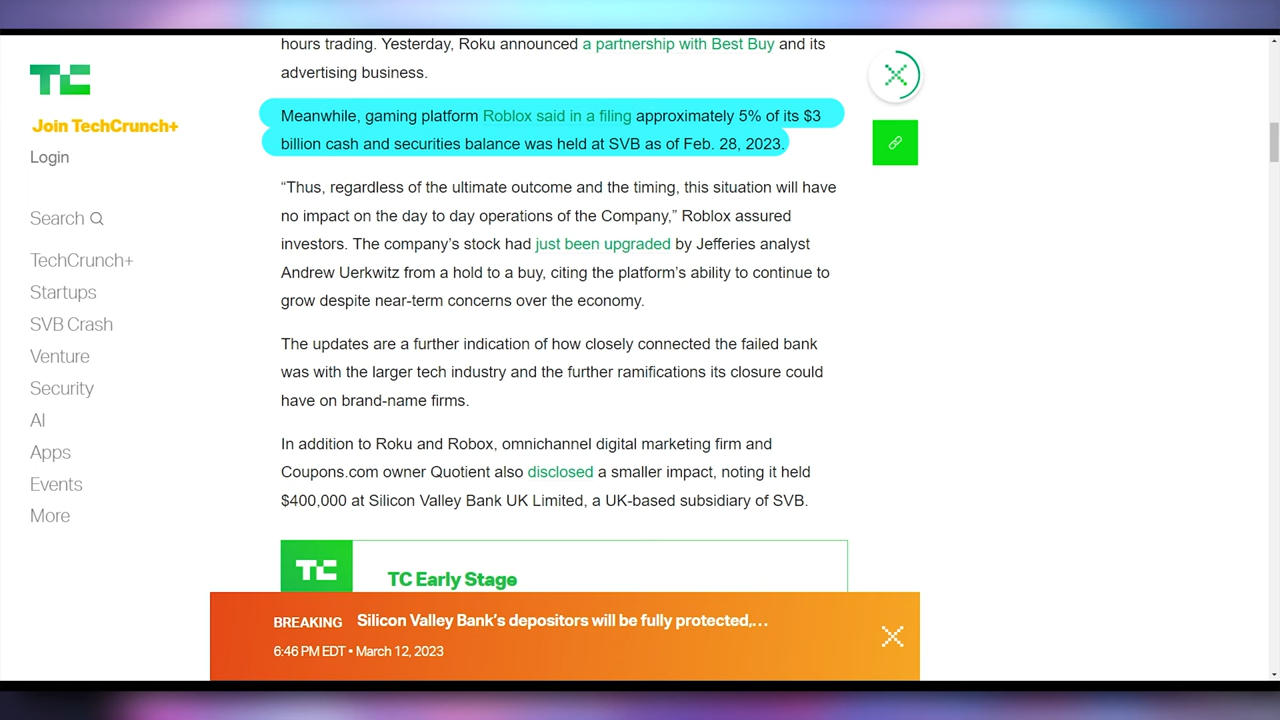 TC
Join TechCrunch+
Login
Search
TechCrunch+
Startups
SVB Crash
Venture
Security
AI
Apps
Events
More
hours trading. Yesterday, Roku announced a partnership with Best Buy and its
advertising business.
Meanwhile, gaming platform Roblox said in a filing approximately 5% of its $3
billion cash and securities balance was held at SVB as of Feb. 28, 2023.
“Thus, regardless of the ultimate outcome and the timing, this situation will have
no impact on the day to day operations of the Company,” Roblox assured
investors. The company’s stock had just been upgraded by Jefferies analyst
Andrew Uerkwitz from a hold to a buy, citing the platform’s ability to continue to
grow despite near-term concerns over the economy.
The updates are a further indication of how closely connected the failed bank
was with the larger tech industry and the further ramifications its closure could
have on brand-name firms.
In addition to Roku and Robox, omnichannel digital marketing firm and
Coupons.com owner Quotient also disclosed a smaller impact, noting it held
$400,000 at Silicon Valley Bank UK Limited, a UK-based subsidiary of SVB.
TC
TC Early Stage
BREAKING Silicon Valley Bank’s depositors will be fully protected,…
6:46 PM EDT • March 12, 2023